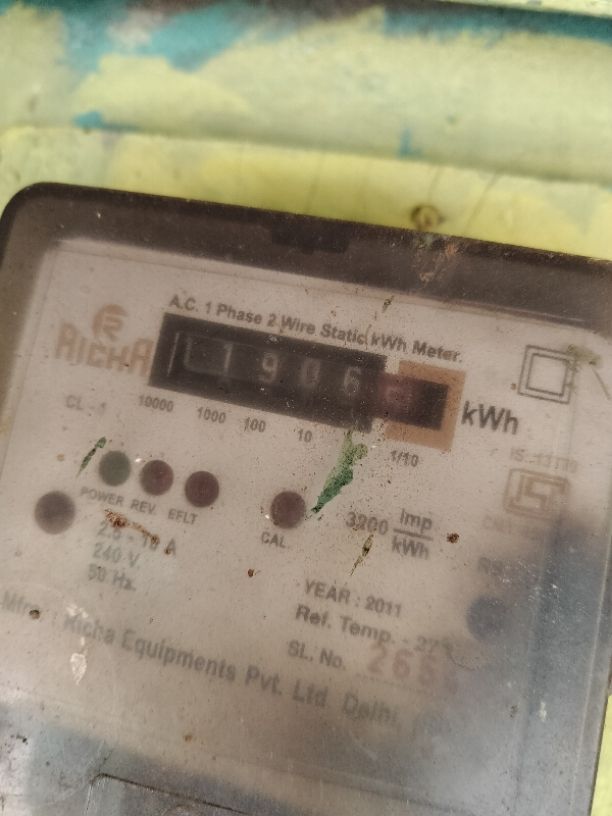 A.C. 1 Phase 2 Wire Static kWh Meter.
RICHA
1906
kWh
CL. 1
10000 1000 100 10 1/10
POWER REV. EFLT
CAL.
3200 Imp/kWh
240 V.
50 Hz.
YEAR : 2011
Ref. Temp. - 27
SL. No.
Richa Equipments Pvt. Ltd. Delhi